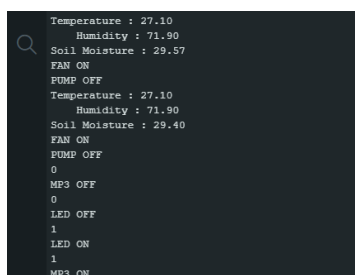 Temperature : 27.10
Humidity : 71.90
Soil Moisture : 29.57
FAN ON
PUMP OFF
Temperature : 27.10
Humidity : 71.90
Soil Moisture : 29.40
FAN ON
PUMP OFF
0
MP3 OFF
0
LED OFF
1
LED ON
1
MP3 ON